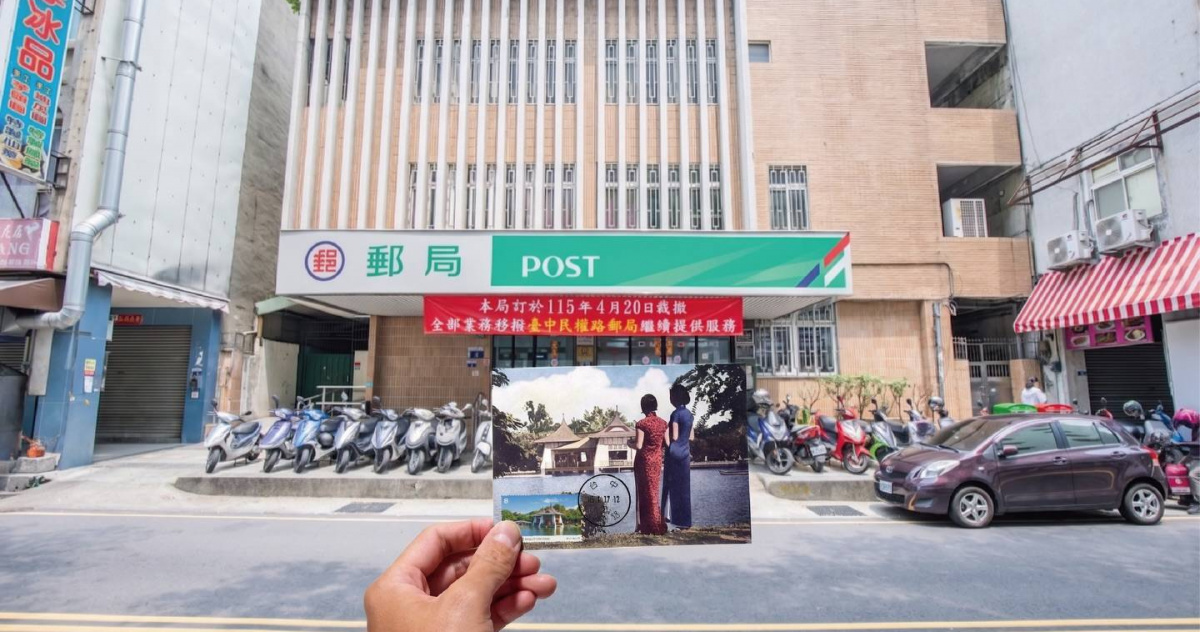 冰品
ANG
郵
郵局
POST
本局訂於115年4月20日裁撤
全部業務移撥臺中民權路郵局繼續提供服務